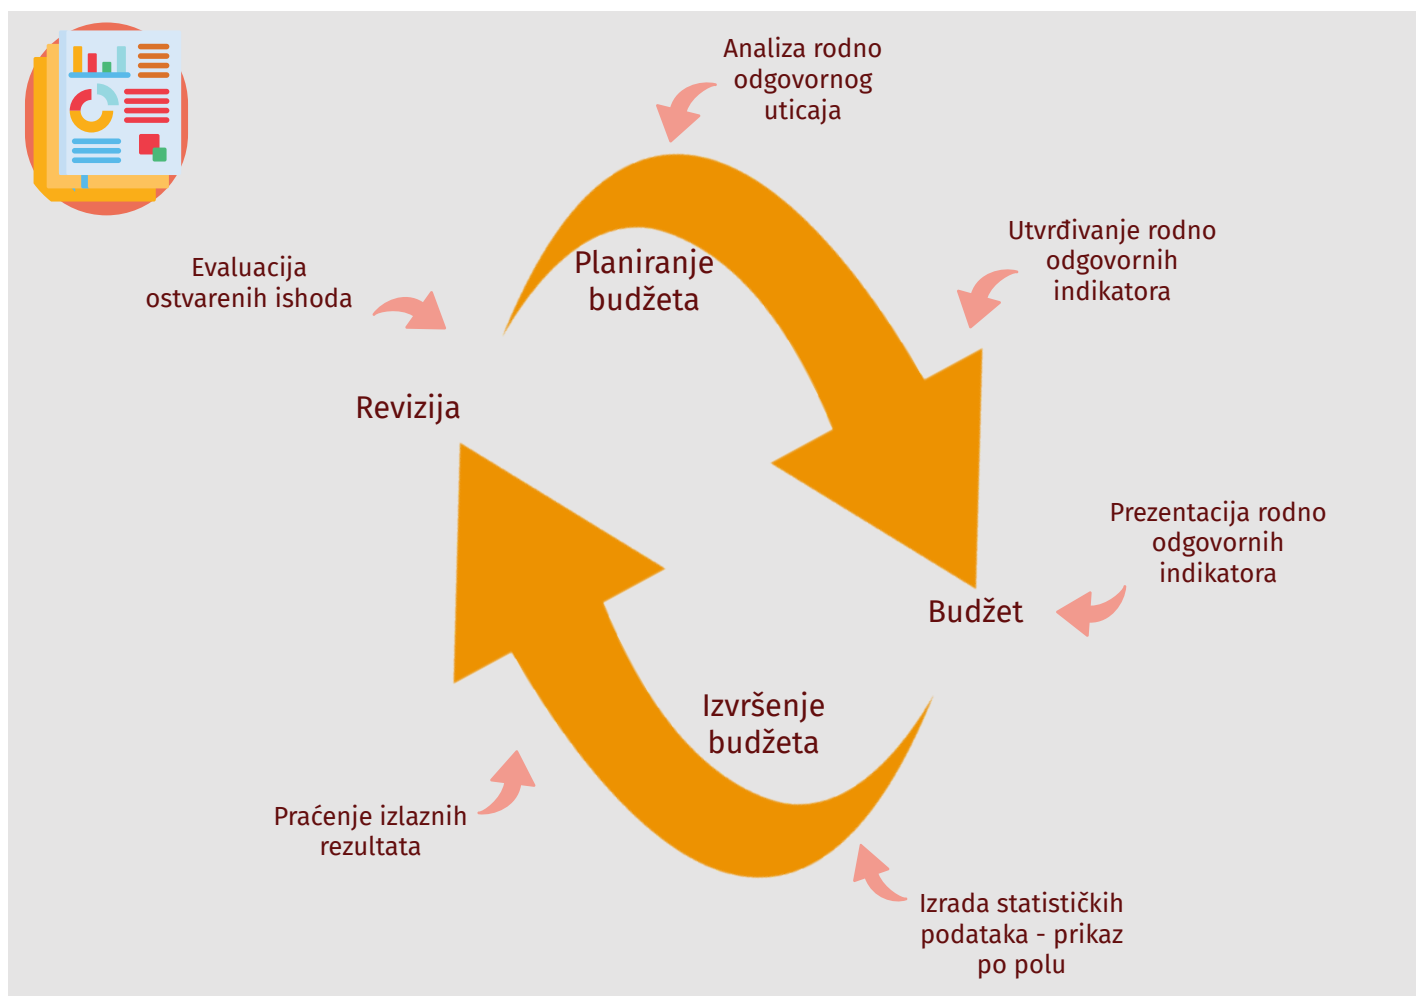 Analiza rodno
odgovornog
uticaja
Utvrđivanje rodno
odgovornih
indikatora
Evaluacija
ostvarenih ishoda
Planiranje
budžeta
Revizija
Prezentacija rodno
odgovornih
indikatora
Budžet
Izvršenje
budžeta
Praćenje izlaznih
rezultata
Izrada statističkih
podataka - prikaz
po polu